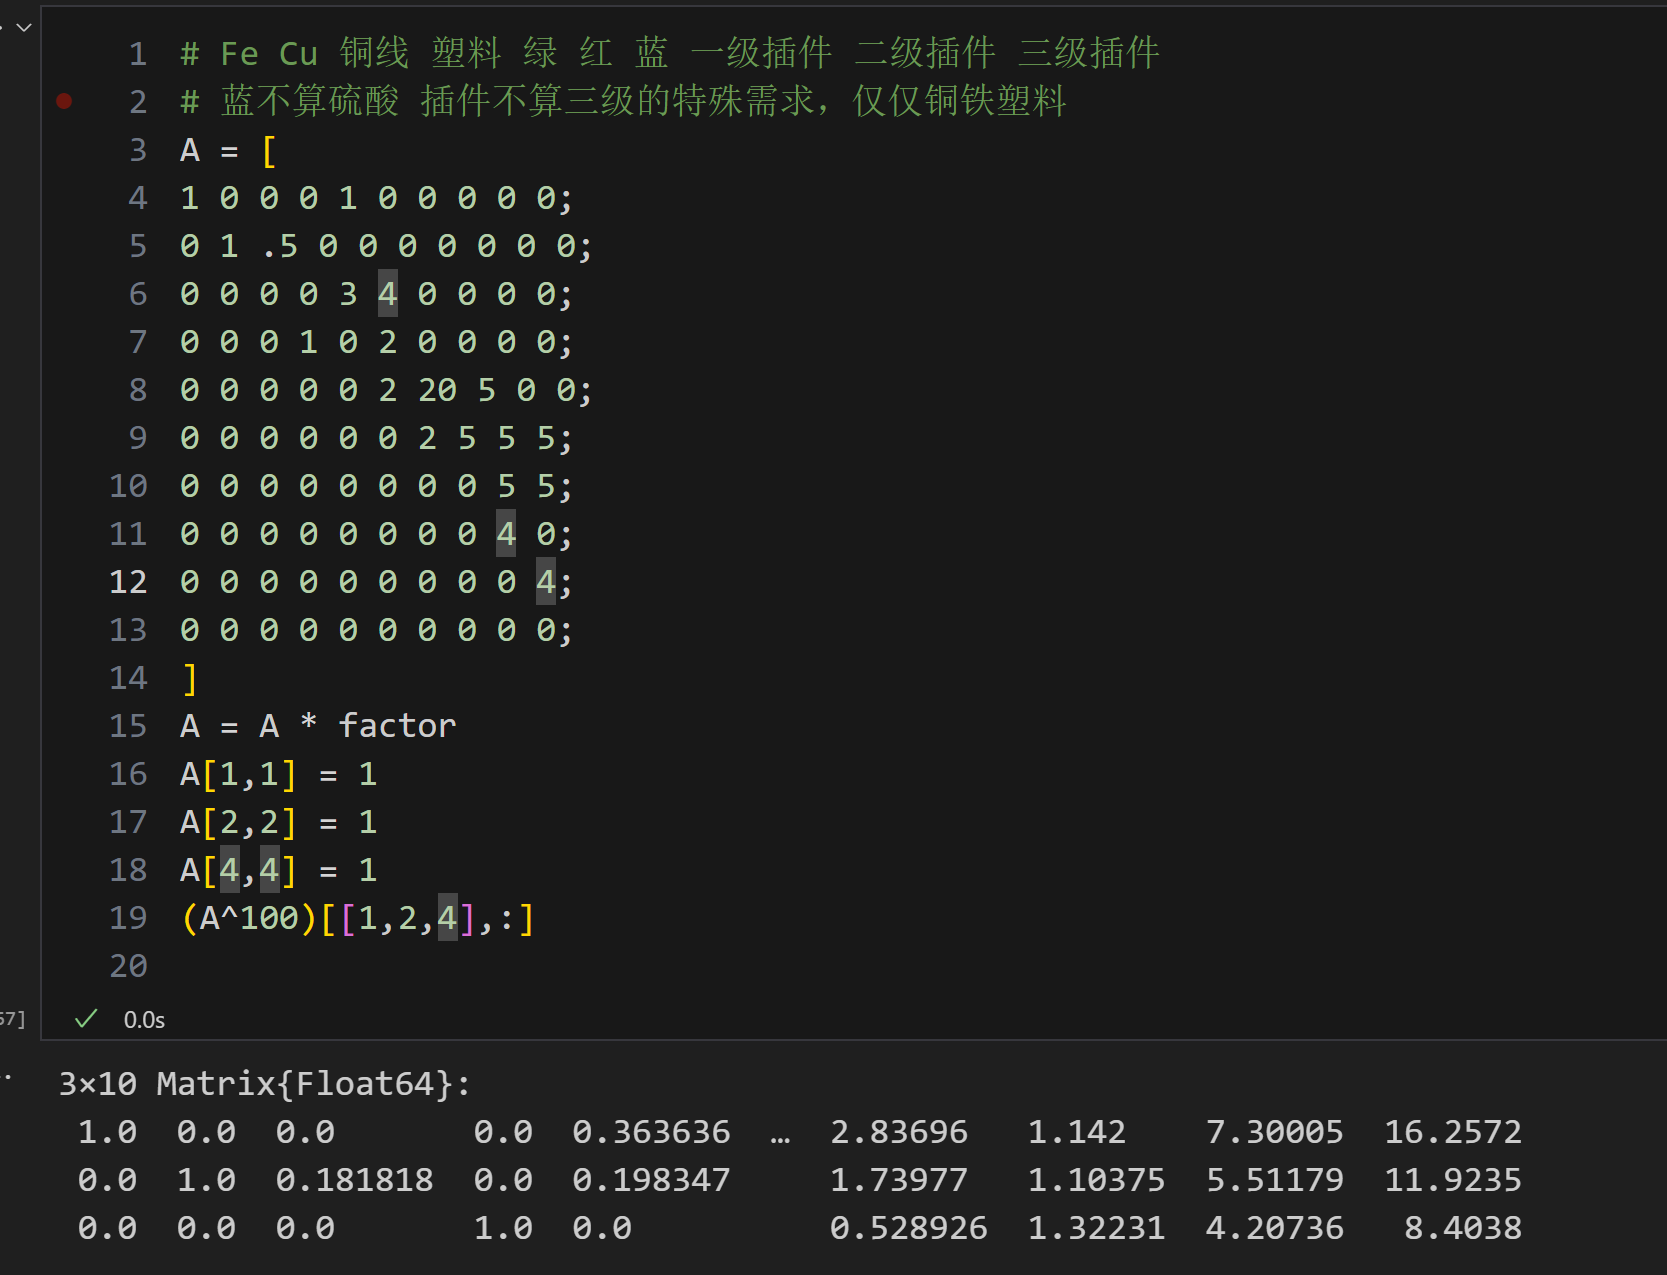 1 # Fe Cu 铜线 塑料 绿 红 蓝 一级插件 二级插件 三级插件
2 # 蓝不算硫酸 插件不算三级的特殊需求，仅仅铜铁塑料
3 A = [
4 1 0 0 0 1 0 0 0 0 0;
5 0 1 .5 0 0 0 0 0 0 0;
6 0 0 0 0 3 4 0 0 0 0;
7 0 0 0 1 0 2 0 0 0 0;
8 0 0 0 0 0 2 20 5 0 0;
9 0 0 0 0 0 0 2 5 5 5;
10 0 0 0 0 0 0 0 0 5 5;
11 0 0 0 0 0 0 0 0 4 0;
12 0 0 0 0 0 0 0 0 0 4;
13 0 0 0 0 0 0 0 0 0 0;
14 ]
15 A = A * factor
16 A[1,1] = 1
17 A[2,2] = 1
18 A[4,4] = 1
19 (A^100)[[1,2,4],:]
20
57] 0.0s
3×10 Matrix{Float64}:
1.0 0.0 0.0 0.0 0.363636 … 2.83696 1.142 7.30005 16.2572
0.0 1.0 0.181818 0.0 0.198347 1.73977 1.10375 5.51179 11.9235
0.0 0.0 0.0 1.0 0.0 0.528926 1.32231 4.20736 8.4038